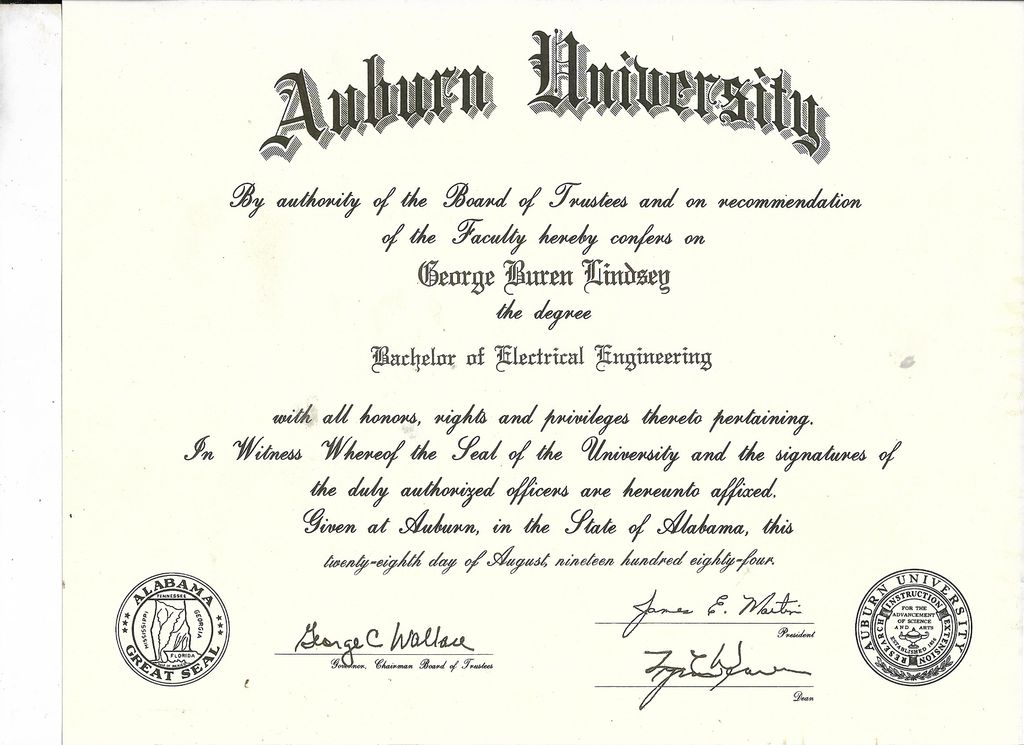 Auburn University
By authority of the Board of Trustees and on recommendation
of the Faculty hereby confers on
George Buren Lindsey
the degree
Bachelor of Electrical Engineering
with all honors, rights and privileges thereto pertaining.
In Witness Whereof the Seal of the University and the signatures of
the duly authorized officers are hereunto affixed.
Given at Auburn, in the State of Alabama, this
twenty-eighth day of August, nineteen hundred eighty-four.
ALABAMA
TENNESSEE
MISSISSIPPI
GEORGIA
FLORIDA
GREAT SEAL
George C Wallace
Governor, Chairman Board of Trustees
James E. Martin
President
Dean
AUBURN UNIVERSITY
INSTRUCTION
RESEARCH
EXTENSION
FOR THE
ADVANCEMENT
OF SCIENCE
AND ARTS
ESTABLISHED 1856